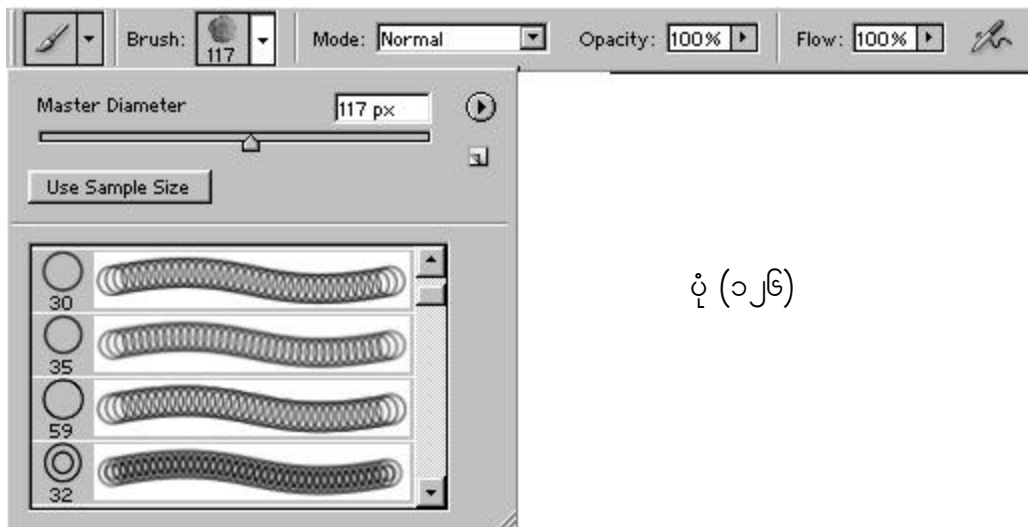 Brush: 117 Mode: Normal Opacity: 100% Flow: 100%
Master Diameter 117 px
Use Sample Size
30
35
59
32
ပုံ (၁၂၆)